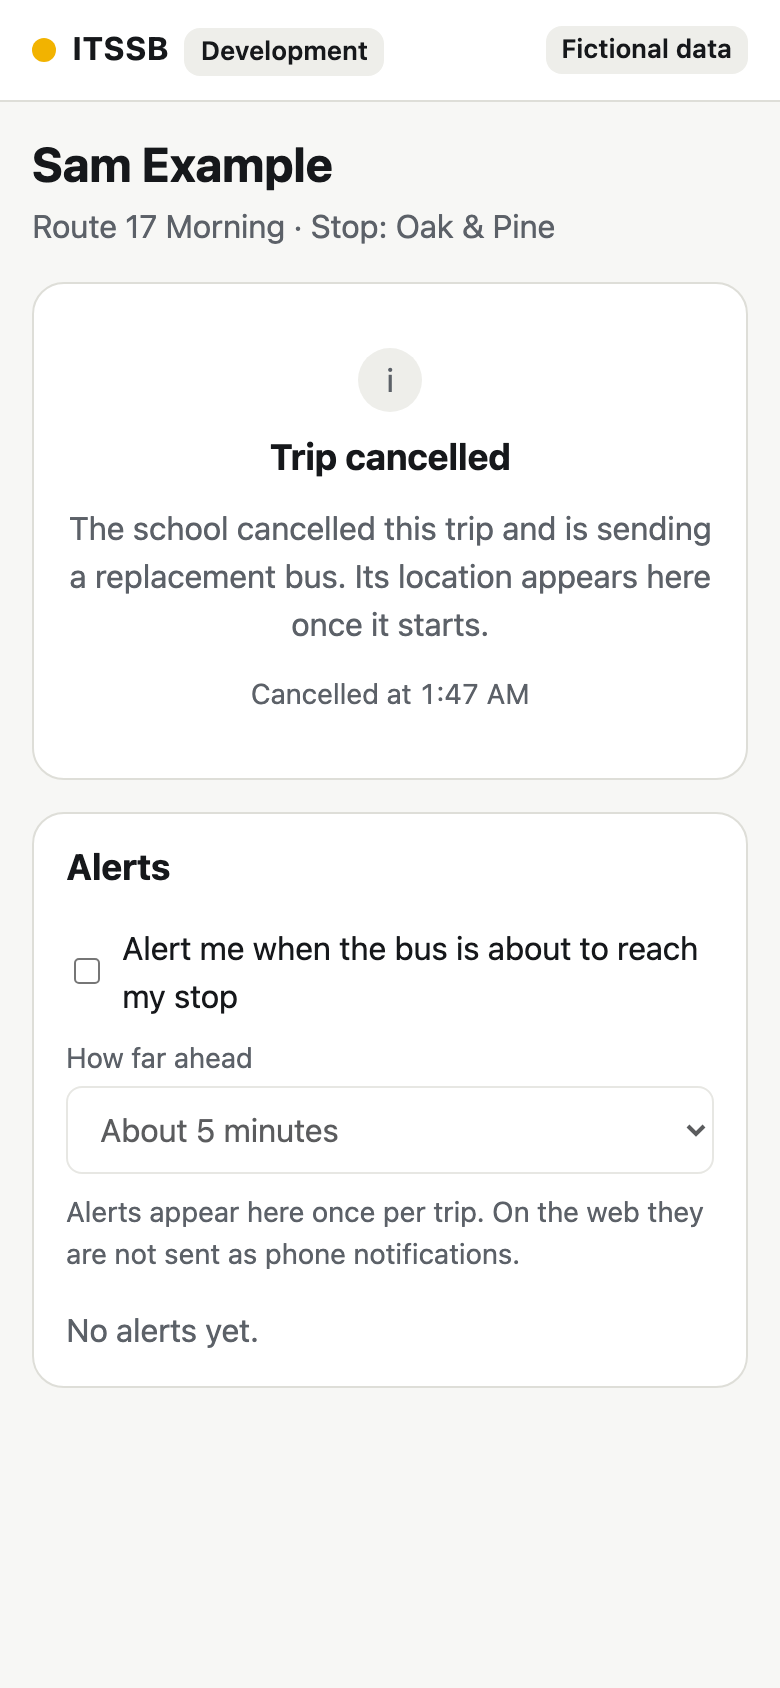 ITSSB Development Fictional data
Sam Example
Route 17 Morning · Stop: Oak & Pine
i
Trip cancelled
The school cancelled this trip and is sending
a replacement bus. Its location appears here
once it starts.
Cancelled at 1:47 AM
Alerts
Alert me when the bus is about to reach
my stop
How far ahead
About 5 minutes
Alerts appear here once per trip. On the web they
are not sent as phone notifications.
No alerts yet.